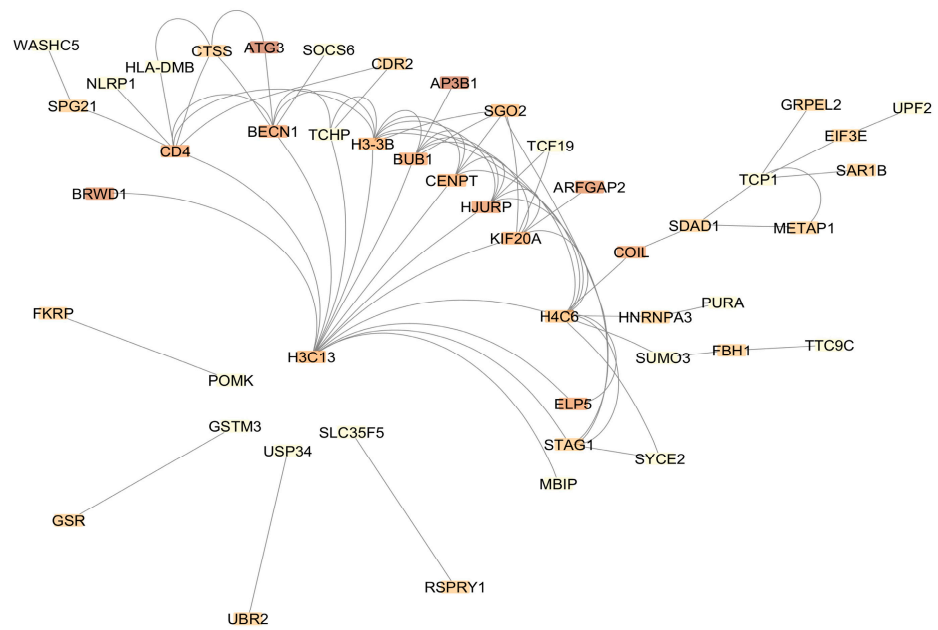 WASHC5
CTSS
ATG3
SOCS6
HLA-DMB
CDR2
NLRP1
AP3B1
SPG21
SGO2
GRPEL2
UPF2
BECN1
TCHP
EIF3E
H3-3B
TCF19
CD4
BUB1
SAR1B
CENPT
TCP1
BRWD1
ARFGAP2
HJURP
SDAD1
METAP1
KIF20A
COIL
PURA
FKRP
H4C6
HNRNPA3
TTC9C
FBH1
H3C13
SUMO3
POMK
ELP5
GSTM3
SLC35F5
STAG1
USP34
SYCE2
MBIP
GSR
RSPRY1
UBR2